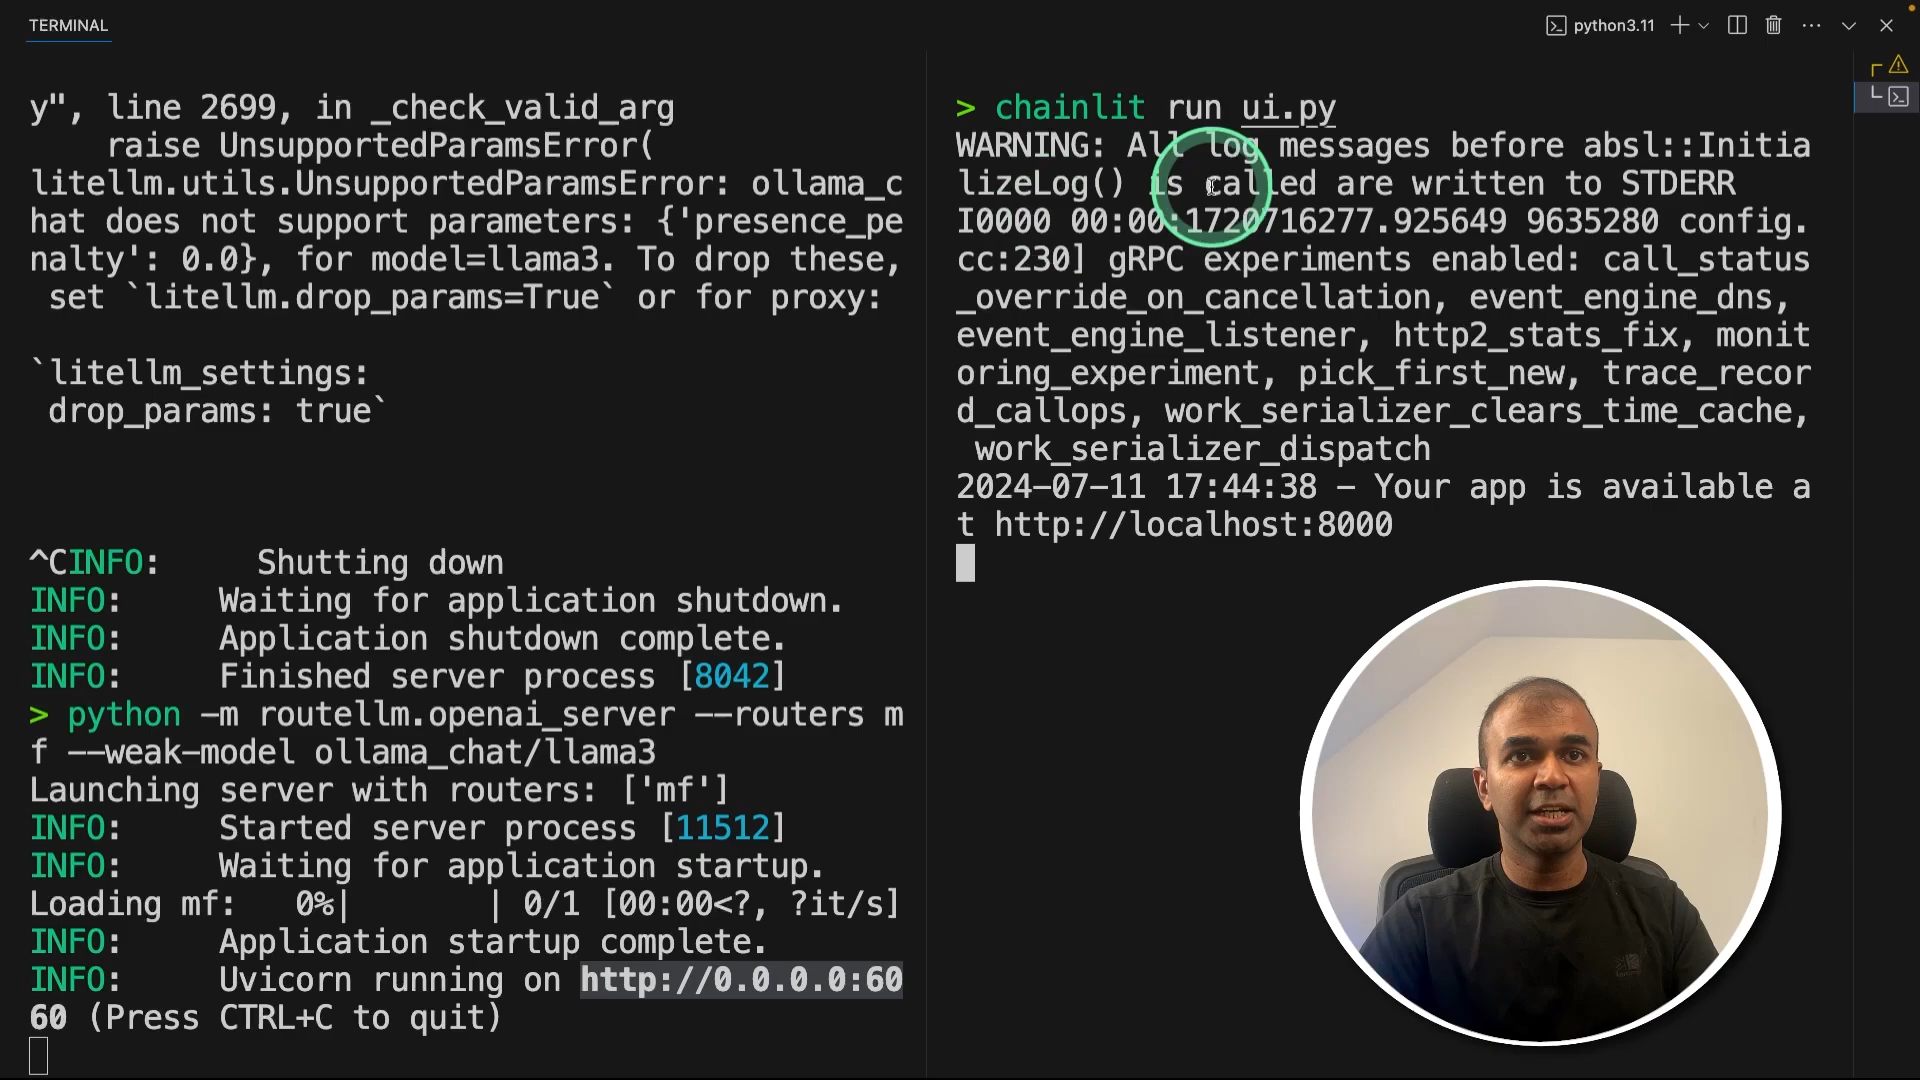 TERMINAL
python3.11
y", line 2699, in _check_valid_arg
    raise UnsupportedParamsError(
litellm.utils.UnsupportedParamsError: ollama_c
hat does not support parameters: {'presence_pe
nalty': 0.0}, for model=llama3. To drop these,
 set `litellm.drop_params=True` or for proxy:
`litellm_settings:
 drop_params: true`
^CINFO:     Shutting down
INFO:     Waiting for application shutdown.
INFO:     Application shutdown complete.
INFO:     Finished server process [8042]
> python -m routellm.openai_server --routers m
f --weak-model ollama_chat/llama3
Launching server with routers: ['mf']
INFO:     Started server process [11512]
INFO:     Waiting for application startup.
Loading mf:   0%|       | 0/1 [00:00<?, ?it/s]
INFO:     Application startup complete.
INFO:     Uvicorn running on http://0.0.0.0:60
60 (Press CTRL+C to quit)
> chainlit run ui.py
WARNING: All log messages before absl::Initia
lizeLog() is called are written to STDERR
I0000 00:00:1720716277.925649 9635280 config.
cc:230] gRPC experiments enabled: call_status
_override_on_cancellation, event_engine_dns,
event_engine_listener, http2_stats_fix, monit
oring_experiment, pick_first_new, trace_recor
d_callops, work_serializer_clears_time_cache,
 work_serializer_dispatch
2024-07-11 17:44:38 - Your app is available a
t http://localhost:8000